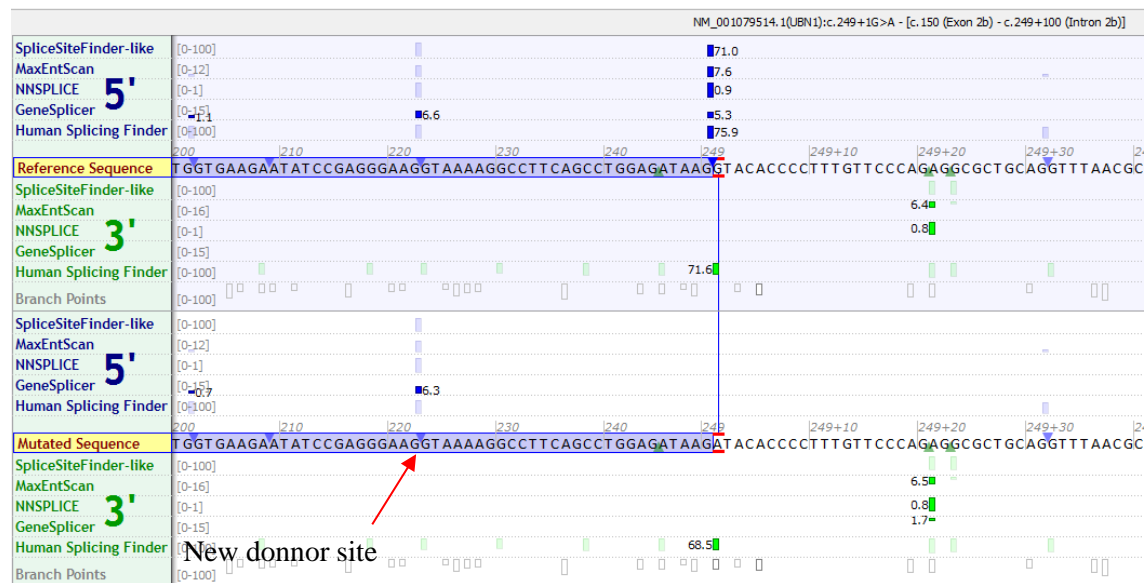 NM_001079514.1(UBN1):c.249+1G>A - [c.150 (Exon 2b) - c.249+100 (Intron 2b)]
SpliceSiteFinder-like [0-100] 71.0
MaxEntScan [0-12] 7.6
NNSPLICE 5' [0-1] 0.9
GeneSplicer [0-15] 1.1 6.6 5.3
Human Splicing Finder [0-100] 75.9
200 210 220 230 240 249 249+10 249+20 249+30 24
Reference Sequence TGGTGAAGAATATCCGAGGGAAGGTAAAAGGCCTTCAGCCTGGAGATAAGGTACACCCCTTTGTTCCCAGAGGCGCTGCAGGTTTAACGC
SpliceSiteFinder-like [0-100]
MaxEntScan [0-16] 6.4
NNSPLICE 3' [0-1] 0.8
GeneSplicer [0-15]
Human Splicing Finder [0-100] 71.6
Branch Points [0-100]
SpliceSiteFinder-like [0-100]
MaxEntScan [0-12]
NNSPLICE 5' [0-1]
GeneSplicer [0-15] 0.7 6.3
Human Splicing Finder [0-100]
200 210 220 230 240 249 249+10 249+20 249+30 24
Mutated Sequence TGGTGAAGAATATCCGAGGGAAGGTAAAAGGCCTTCAGCCTGGAGATAAGATACACCCCTTTGTTCCCAGAGGCGCTGCAGGTTTAACGC
SpliceSiteFinder-like [0-100]
MaxEntScan [0-16] 6.5
NNSPLICE 3' [0-1] 0.8
GeneSplicer [0-15] 1.7
Human Splicing Finder [0-100] 68.5
New donnor site
Branch Points [0-100]